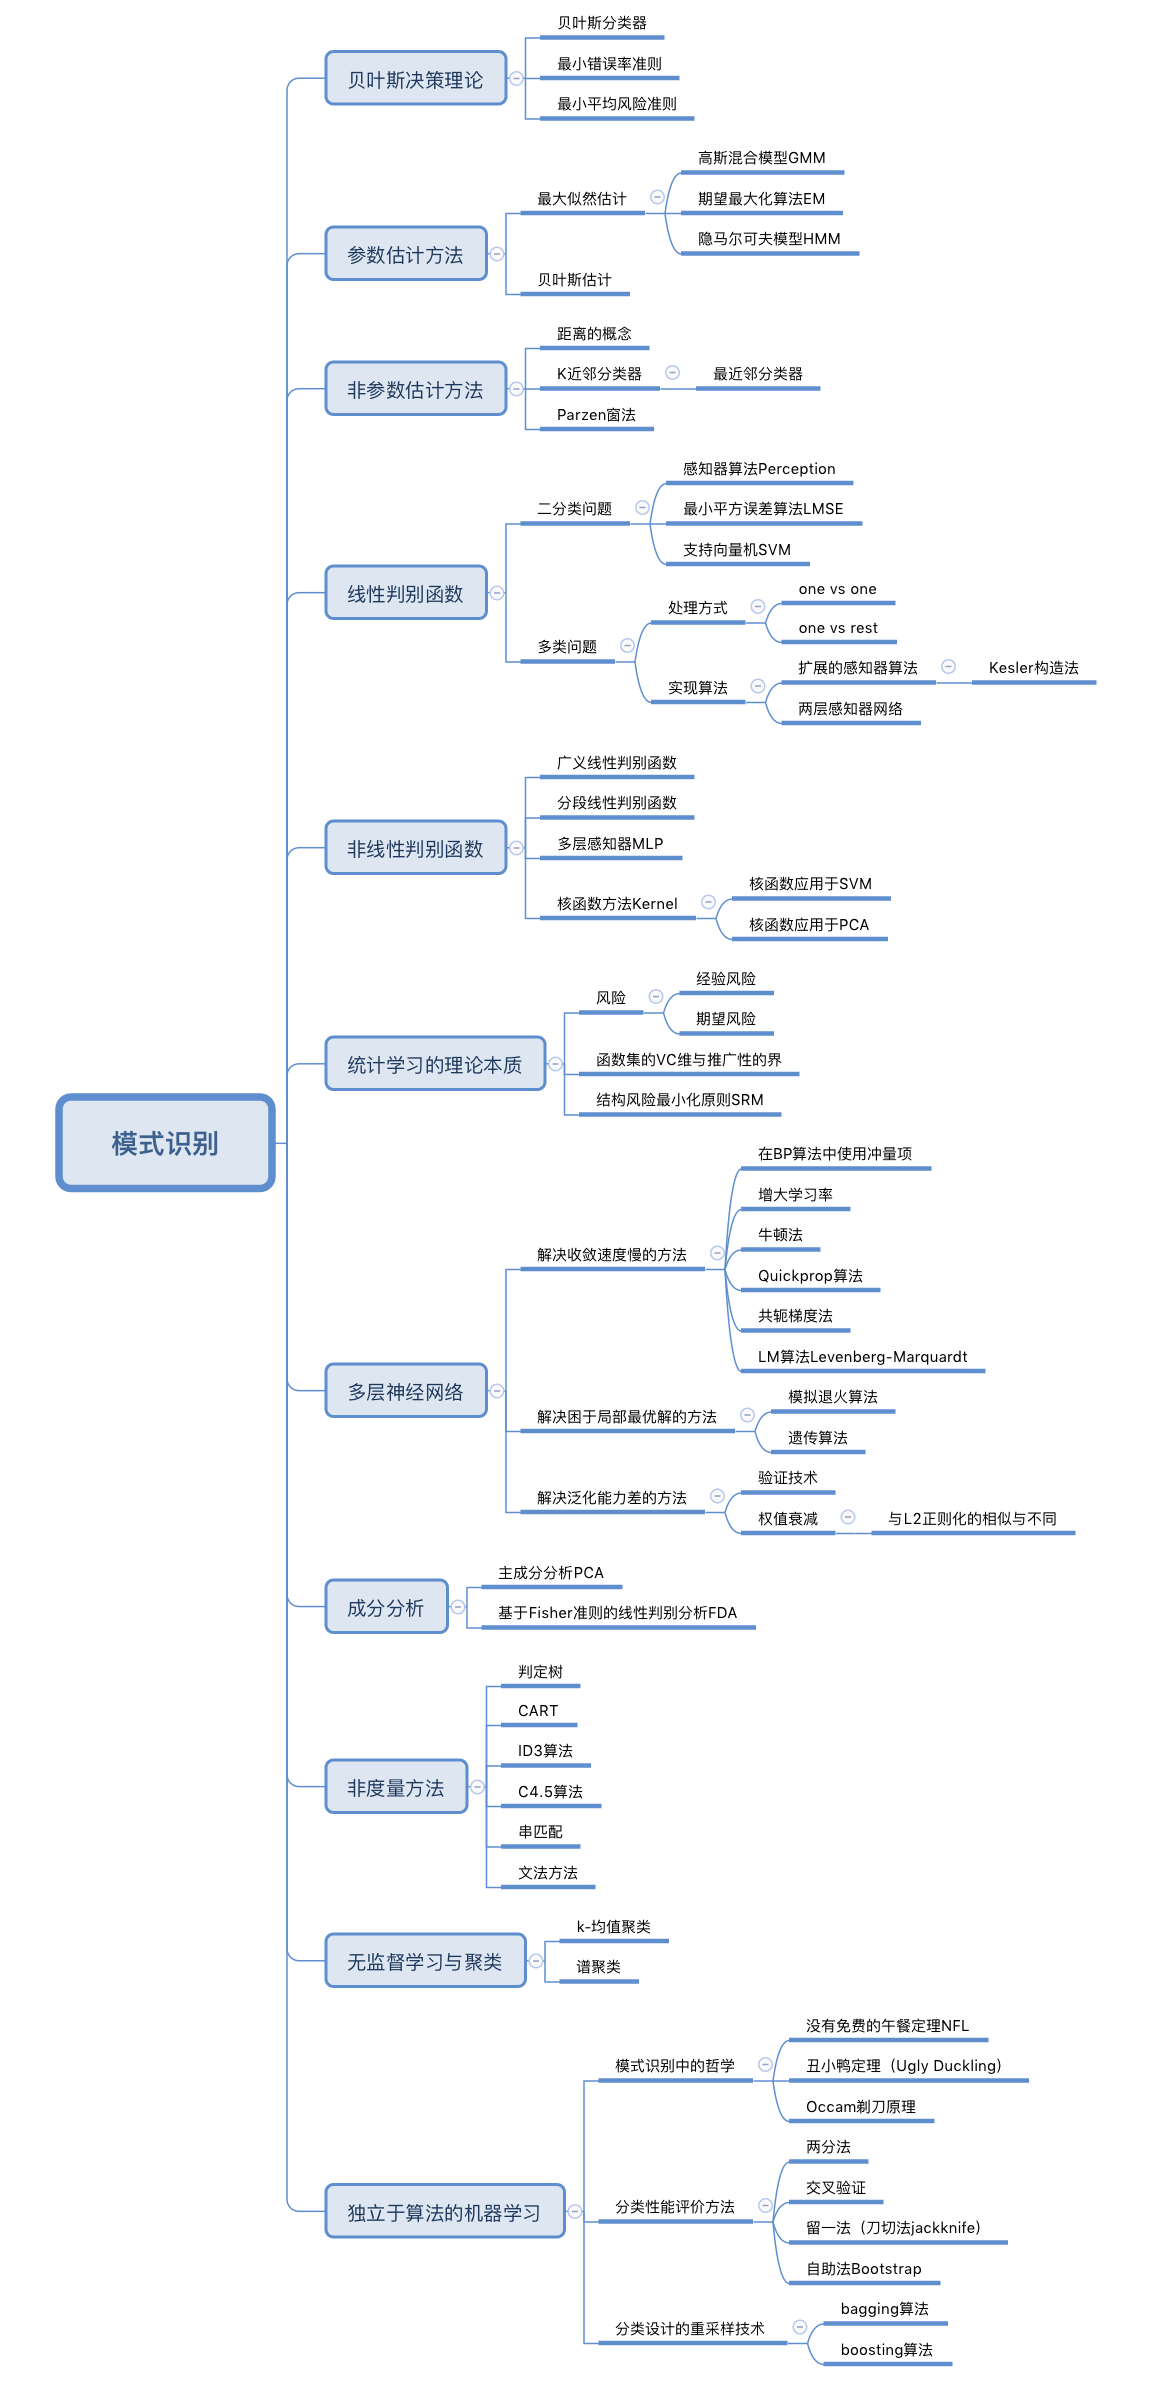 模式识别
贝叶斯决策理论
贝叶斯分类器
最小错误率准则
最小平均风险准则
参数估计方法
最大似然估计
高斯混合模型GMM
期望最大化算法EM
隐马尔可夫模型HMM
贝叶斯估计
非参数估计方法
距离的概念
K近邻分类器
最近邻分类器
Parzen窗法
线性判别函数
二分类问题
感知器算法Perception
最小平方误差算法LMSE
支持向量机SVM
多类问题
处理方式
one vs one
one vs rest
实现算法
扩展的感知器算法
Kesler构造法
两层感知器网络
非线性判别函数
广义线性判别函数
分段线性判别函数
多层感知器MLP
核函数方法Kernel
核函数应用于SVM
核函数应用于PCA
统计学习的理论本质
风险
经验风险
期望风险
函数集的VC维与推广性的界
结构风险最小化原则SRM
多层神经网络
解决收敛速度慢的方法
在BP算法中使用冲量项
增大学习率
牛顿法
Quickprop算法
共轭梯度法
LM算法Levenberg-Marquardt
解决困于局部最优解的方法
模拟退火算法
遗传算法
解决泛化能力差的方法
验证技术
权值衰减
与L2正则化的相似与不同
成分分析
主成分分析PCA
基于Fisher准则的线性判别分析FDA
非度量方法
判定树
CART
ID3算法
C4.5算法
串匹配
文法方法
无监督学习与聚类
k-均值聚类
谱聚类
独立于算法的机器学习
模式识别中的哲学
没有免费的午餐定理NFL
丑小鸭定理（Ugly Duckling）
Occam剃刀原理
分类性能评价方法
两分法
交叉验证
留一法（刀切法jackknife）
自助法Bootstrap
分类设计的重采样技术
bagging算法
boosting算法